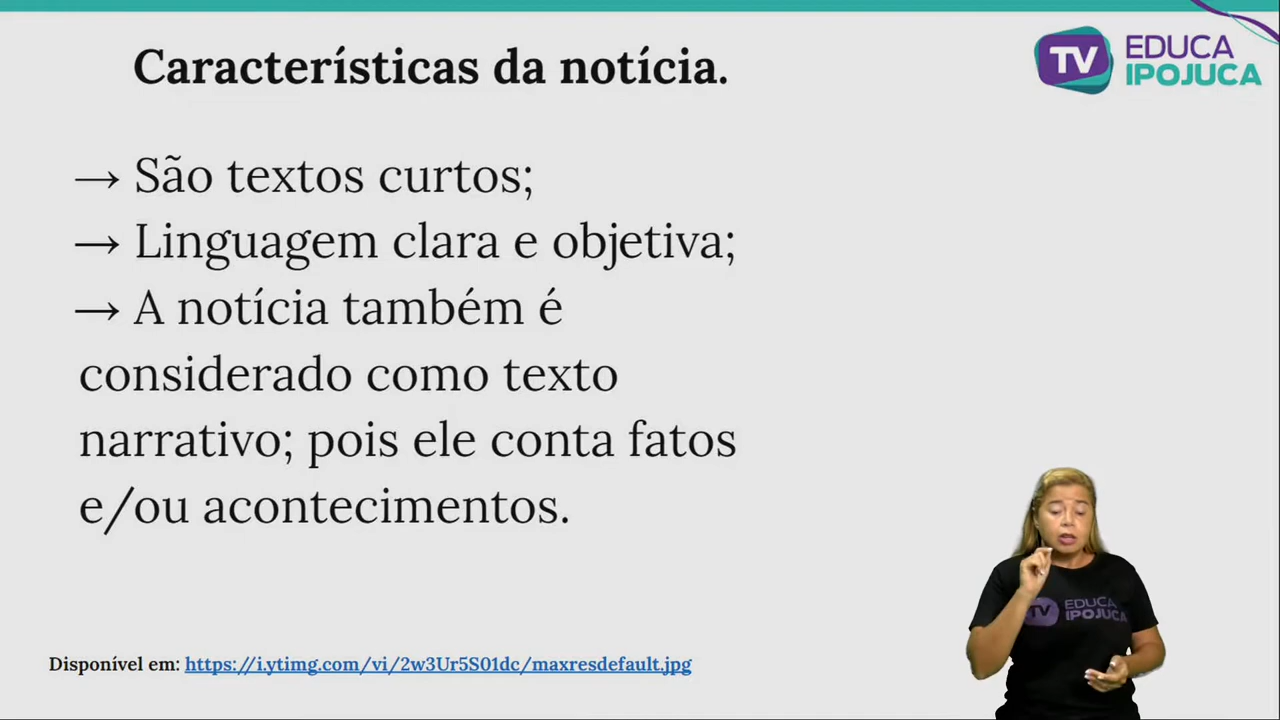 Características da notícia.
TV EDUCA
IPOJUCA
→ São textos curtos;
→ Linguagem clara e objetiva;
→ A notícia também é
considerado como texto
narrativo; pois ele conta fatos
e/ou acontecimentos.
TV EDUCA
IPOJUCA
Disponível em: https://i.ytimg.com/vi/2w3Ur5S01dc/maxresdefault.jpg